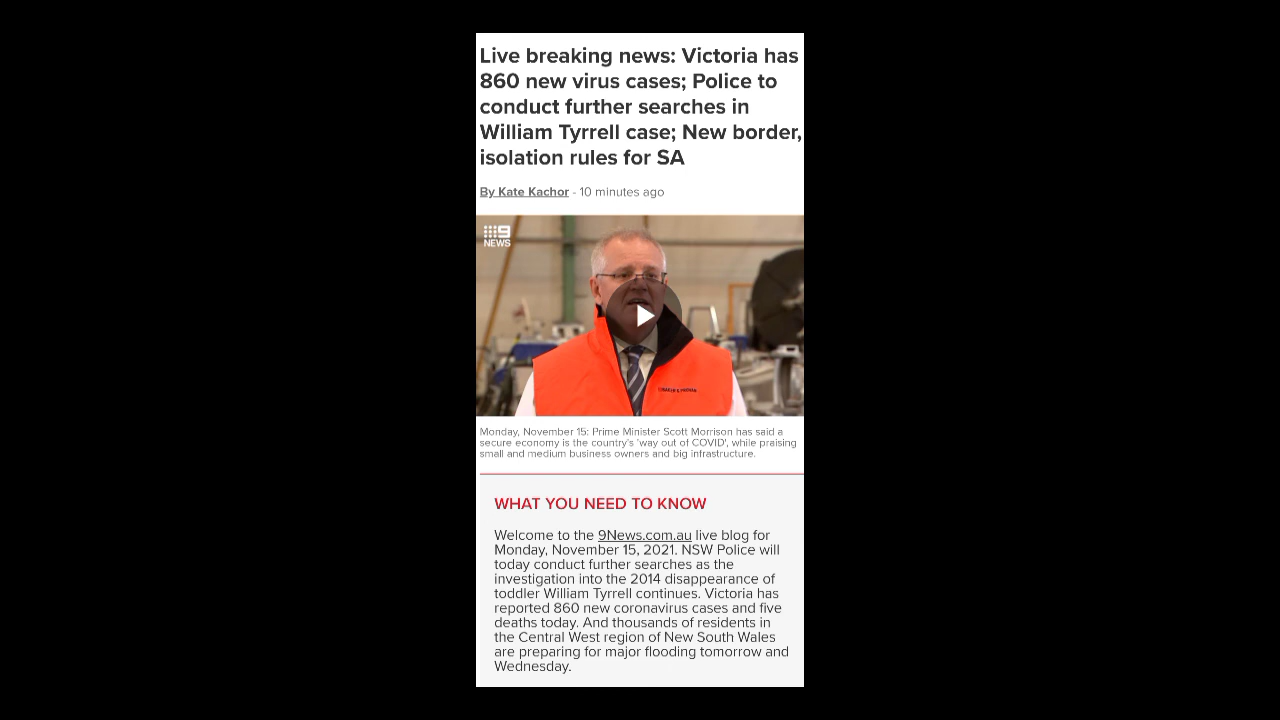 Live breaking news: Victoria has
860 new virus cases; Police to
conduct further searches in
William Tyrrell case; New border,
isolation rules for SA
By Kate Kachor - 10 minutes ago
9
NEWS
Monday, November 15: Prime Minister Scott Morrison has said a
secure economy is the country's 'way out of COVID', while praising
small and medium business owners and big infrastructure.
WHAT YOU NEED TO KNOW
Welcome to the 9News.com.au live blog for
Monday, November 15, 2021. NSW Police will
today conduct further searches as the
investigation into the 2014 disappearance of
toddler William Tyrrell continues. Victoria has
reported 860 new coronavirus cases and five
deaths today. And thousands of residents in
the Central West region of New South Wales
are preparing for major flooding tomorrow and
Wednesday.